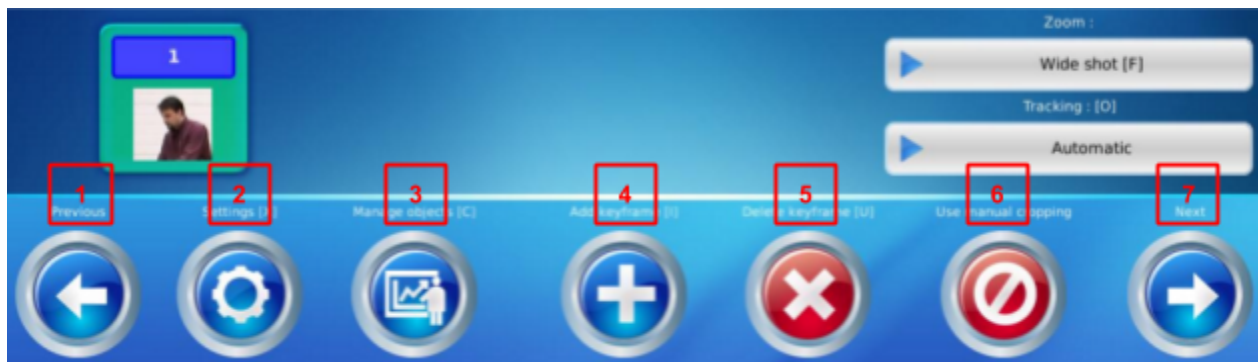 1
Zoom :
Wide shot [F]
Tracking : [O]
Automatic
1 2 3 4 5 6 7
Previous Settings [X] Manage objects [C] Add keyframe [I] Delete keyframe [U] Use manual cropping Next